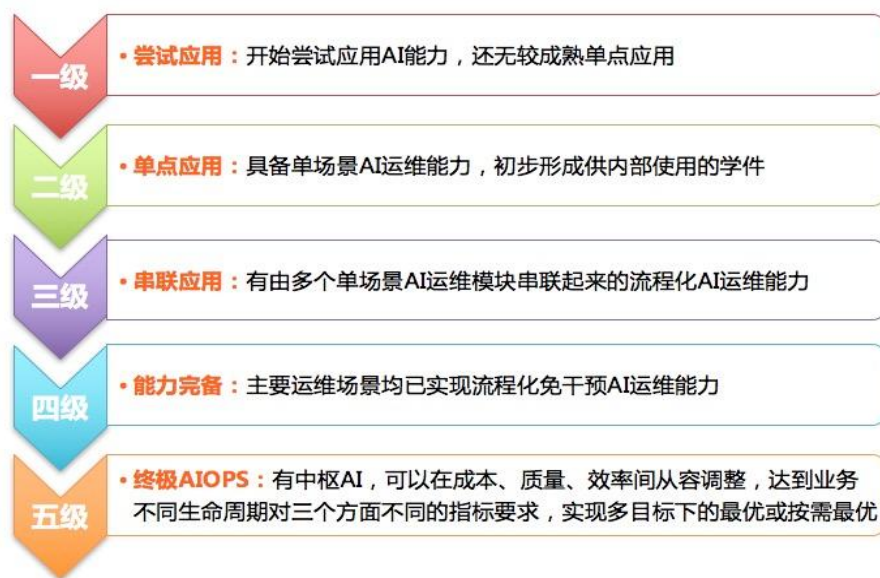 一级
• 尝试应用：开始尝试应用AI能力，还无较成熟单点应用
二级
• 单点应用：具备单场景AI运维能力，初步形成供内部使用的学件
三级
• 串联应用：有由多个单场景AI运维模块串联起来的流程化AI运维能力
四级
• 能力完备：主要运维场景均已实现流程化免干预AI运维能力
五级
• 终极AIOPS：有中枢AI，可以在成本、质量、效率间从容调整，达到业务
不同生命周期对三个方面不同的指标要求，实现多目标下的最优或按需最优